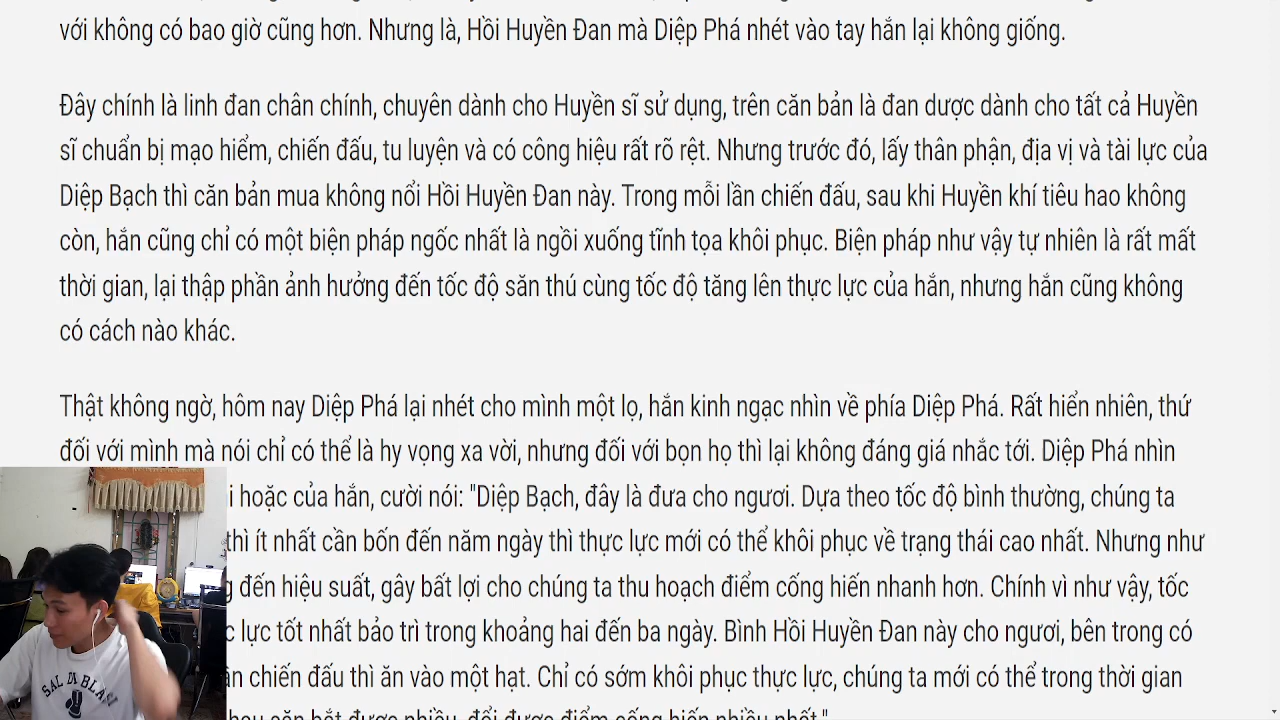 với không có bao giờ cũng hơn. Nhưng là, Hồi Huyền Đan mà Diệp Phá nhét vào tay hắn lại không giống.
Đây chính là linh đan chân chính, chuyên dành cho Huyền sĩ sử dụng, trên căn bản là đan dược dành cho tất cả Huyền
sĩ chuẩn bị mạo hiểm, chiến đấu, tu luyện và có công hiệu rất rõ rệt. Nhưng trước đó, lấy thân phận, địa vị và tài lực của
Diệp Bạch thì căn bản mua không nổi Hồi Huyền Đan này. Trong mỗi lần chiến đấu, sau khi Huyền khí tiêu hao không
còn, hắn cũng chỉ có một biện pháp ngốc nhất là ngồi xuống tĩnh tọa khôi phục. Biện pháp như vậy tự nhiên là rất mất
thời gian, lại thập phần ảnh hưởng đến tốc độ săn thú cùng tốc độ tăng lên thực lực của hắn, nhưng hắn cũng không
có cách nào khác.
Thật không ngờ, hôm nay Diệp Phá lại nhét cho mình một lọ, hắn kinh ngạc nhìn về phía Diệp Phá. Rất hiển nhiên, thứ
đối với mình mà nói chỉ có thể là hy vọng xa vời, nhưng đối với bọn họ thì lại không đáng giá nhắc tới. Diệp Phá nhìn
hoặc của hắn, cười nói: "Diệp Bạch, đây là đưa cho ngươi. Dựa theo tốc độ bình thường, chúng ta
thì ít nhất cần bốn đến năm ngày thì thực lực mới có thể khôi phục về trạng thái cao nhất. Nhưng như
đến hiệu suất, gây bất lợi cho chúng ta thu hoạch điểm cống hiến nhanh hơn. Chính vì như vậy, tốc
lực tốt nhất bảo trì trong khoảng hai đến ba ngày. Bình Hồi Huyền Đan này cho ngươi, bên trong có
chiến đấu thì ăn vào một hạt. Chỉ có sớm khôi phục thực lực, chúng ta mới có thể trong thời gian
săn bắt được nhiều, đổi được điểm cống hiến nhiều nhất."